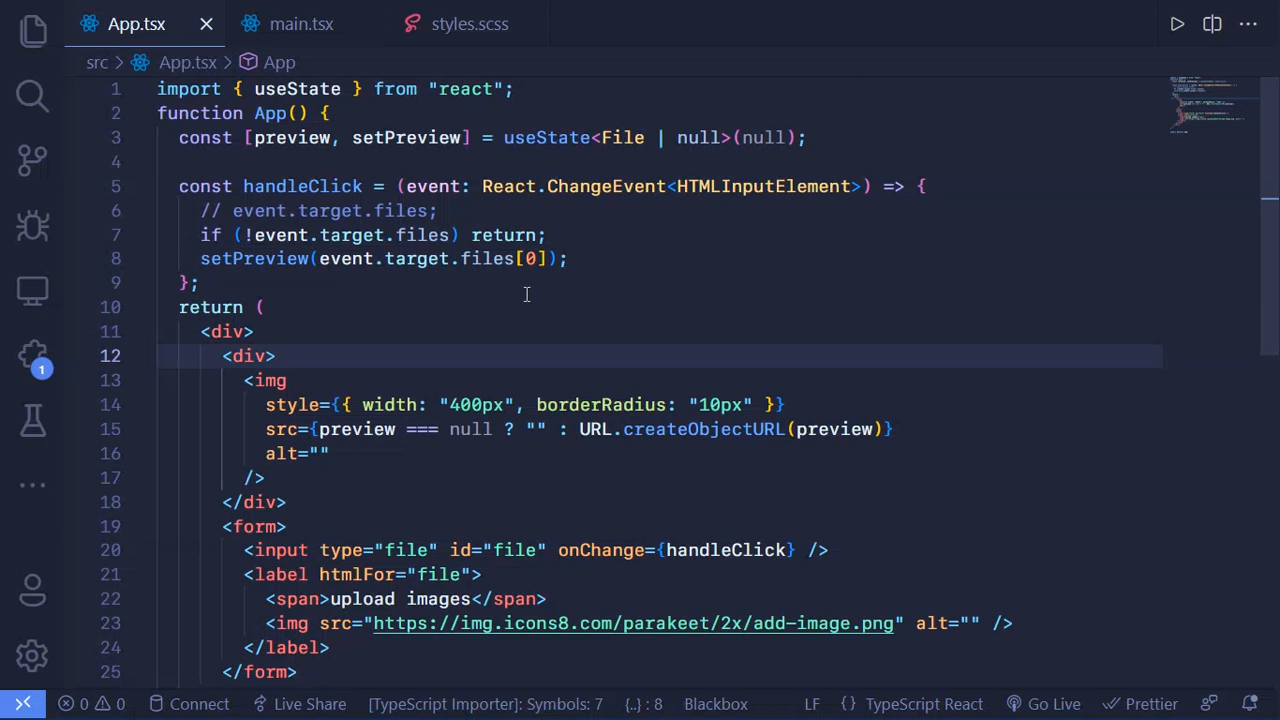 App.tsx
main.tsx
styles.scss
src > App.tsx > App
1 import { useState } from "react";
2 function App() {
3 const [preview, setPreview] = useState<File | null>(null);
4
5 const handleClick = (event: React.ChangeEvent<HTMLInputElement>) => {
6 // event.target.files;
7 if (!event.target.files) return;
8 setPreview(event.target.files[0]);
9 };
10 return (
11 <div>
12 <div>
13 <img
14 style={{ width: "400px", borderRadius: "10px" }}
15 src={preview === null ? "" : URL.createObjectURL(preview)}
16 alt=""
17 />
18 </div>
19 <form>
20 <input type="file" id="file" onChange={handleClick} />
21 <label htmlFor="file">
22 <span>upload images</span>
23 <img src="https://img.icons8.com/parakeet/2x/add-image.png" alt="" />
24 </label>
25 </form>
1
0 0 Connect Live Share [TypeScript Importer]: Symbols: 7 {..} : 8 Blackbox LF {} TypeScript React Go Live Prettier